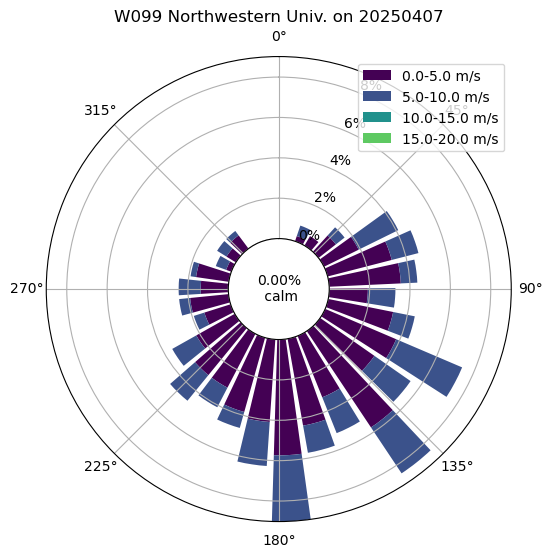 W099 Northwestern Univ. on 20250407
0°
315°
45°
8%
6%
4%
2%
0%
0.0-5.0 m/s
5.0-10.0 m/s
10.0-15.0 m/s
15.0-20.0 m/s
0.00%
calm
270°
90°
225°
135°
180°